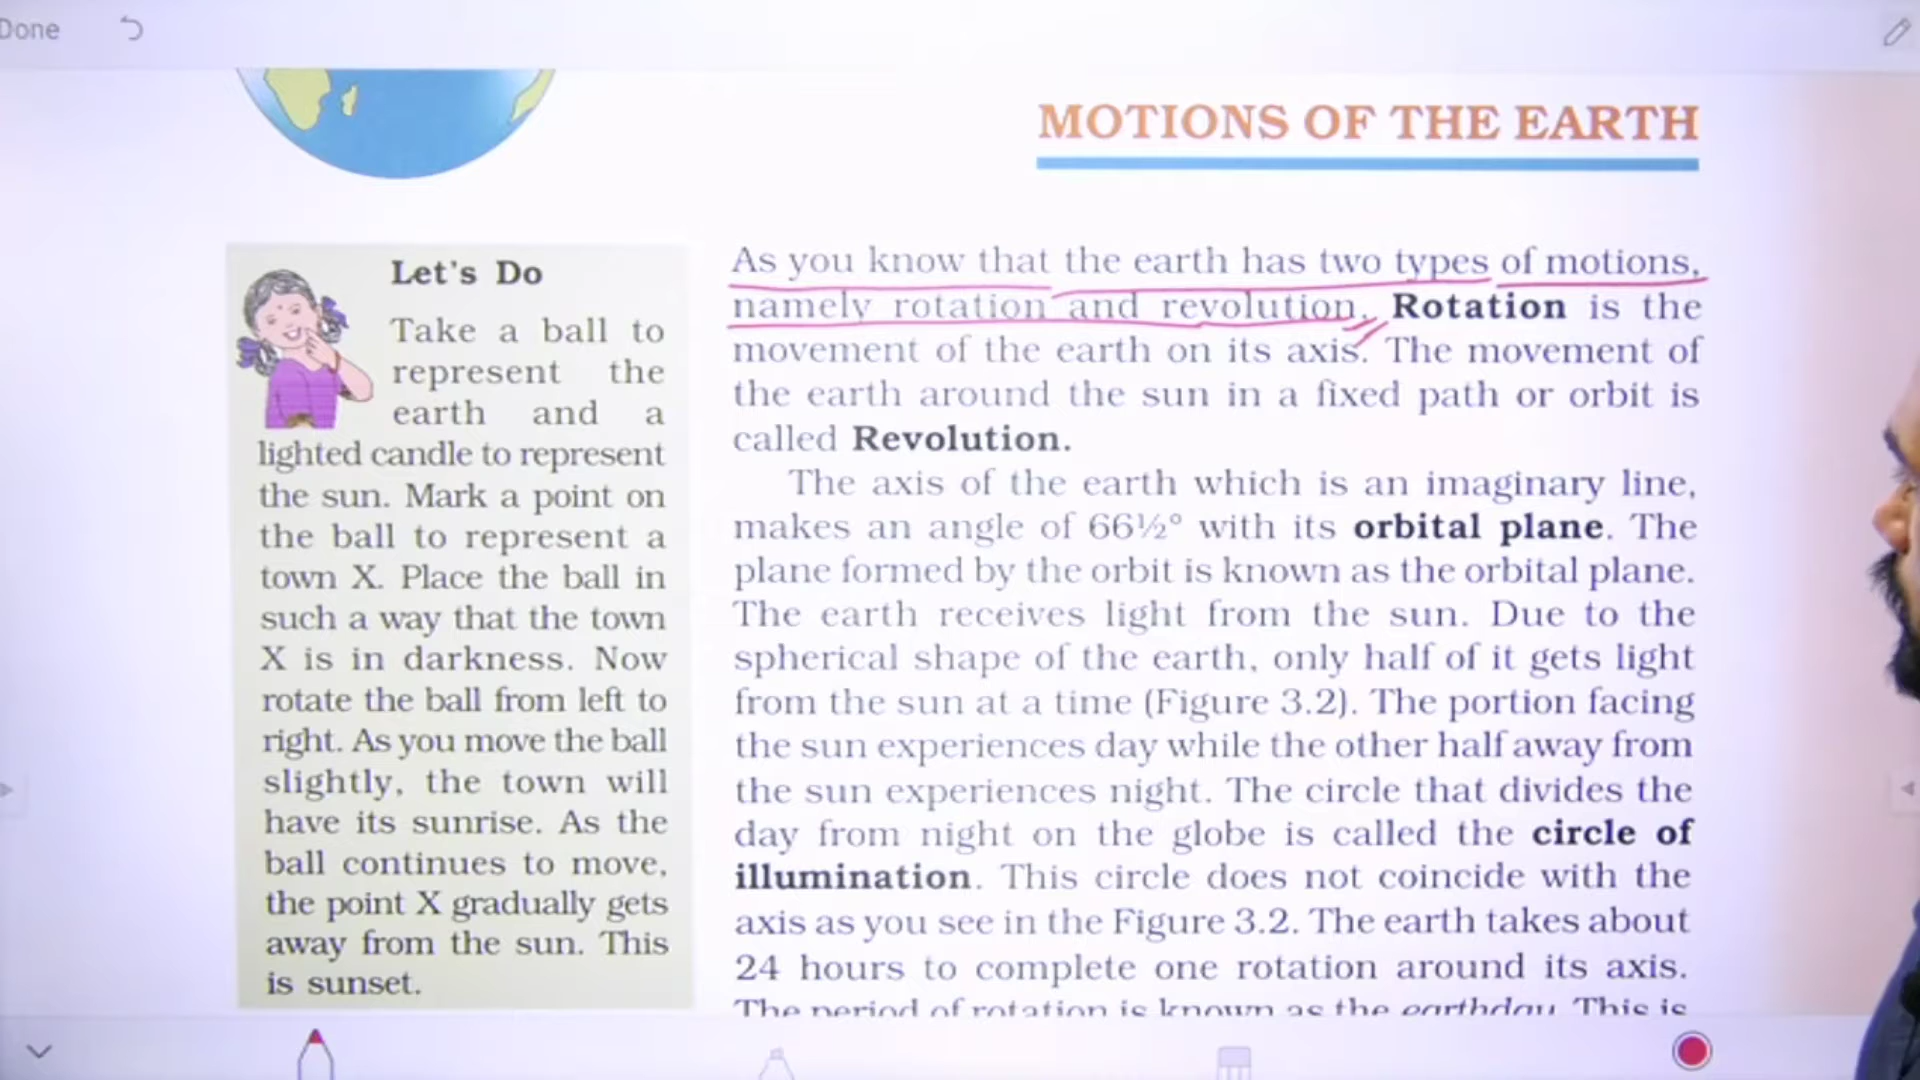 Done
MOTIONS OF THE EARTH
Let's Do
Take a ball to
represent the
earth and a
lighted candle to represent
the sun. Mark a point on
the ball to represent a
town X. Place the ball in
such a way that the town
X is in darkness. Now
rotate the ball from left to
right. As you move the ball
slightly, the town will
have its sunrise. As the
ball continues to move,
the point X gradually gets
away from the sun. This
is sunset.
As you know that the earth has two types of motions,
namely rotation and revolution. Rotation is the
movement of the earth on its axis. The movement of
the earth around the sun in a fixed path or orbit is
called Revolution.
The axis of the earth which is an imaginary line,
makes an angle of 66½° with its orbital plane. The
plane formed by the orbit is known as the orbital plane.
The earth receives light from the sun. Due to the
spherical shape of the earth, only half of it gets light
from the sun at a time (Figure 3.2). The portion facing
the sun experiences day while the other half away from
the sun experiences night. The circle that divides the
day from night on the globe is called the circle of
illumination. This circle does not coincide with the
axis as you see in the Figure 3.2. The earth takes about
24 hours to complete one rotation around its axis.
The period of rotation is known as the earthday. This is